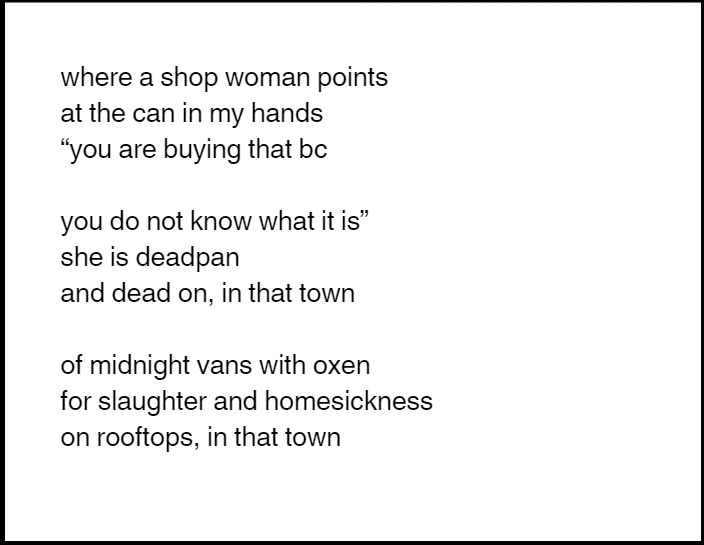 where a shop woman points
at the can in my hands
“you are buying that bc
you do not know what it is”
she is deadpan
and dead on, in that town
of midnight vans with oxen
for slaughter and homesickness
on rooftops, in that town